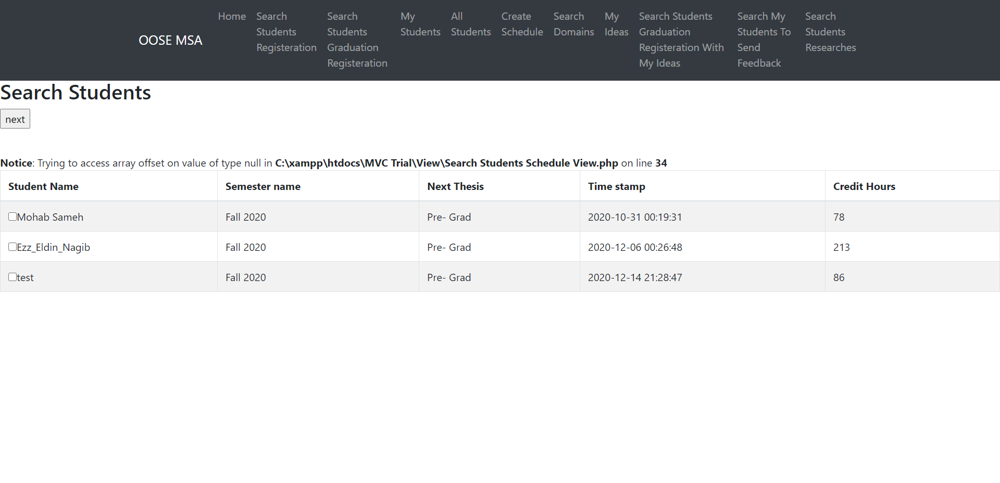 OOSE MSA
Home
Search
Students
Registeration
Search
Students
Graduation
Registeration
My
Students
All
Students
Create
Schedule
Search
Domains
My
Ideas
Search Students
Graduation
Registeration With
My Ideas
Search My
Students To
Send
Feedback
Search
Students
Researches
Search Students
next
Notice: Trying to access array offset on value of type null in C:\xampp\htdocs\MVC Trial\View\Search Students Schedule View.php on line 34
Student Name Semester name Next Thesis Time stamp Credit Hours
Mohab Sameh Fall 2020 Pre- Grad 2020-10-31 00:19:31 78
Ezz_Eldin_Nagib Fall 2020 Pre- Grad 2020-12-06 00:26:48 213
test Fall 2020 Pre- Grad 2020-12-14 21:28:47 86